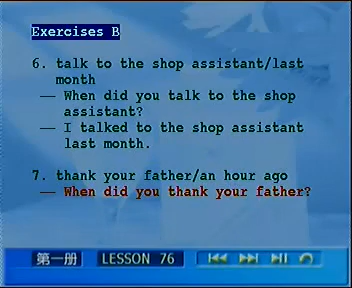 Exercises B
6. talk to the shop assistant/last
month
— When did you talk to the shop
assistant?
— I talked to the shop assistant
last month.
7. thank your father/an hour ago
— When did you thank your father?
第一册 LESSON 76